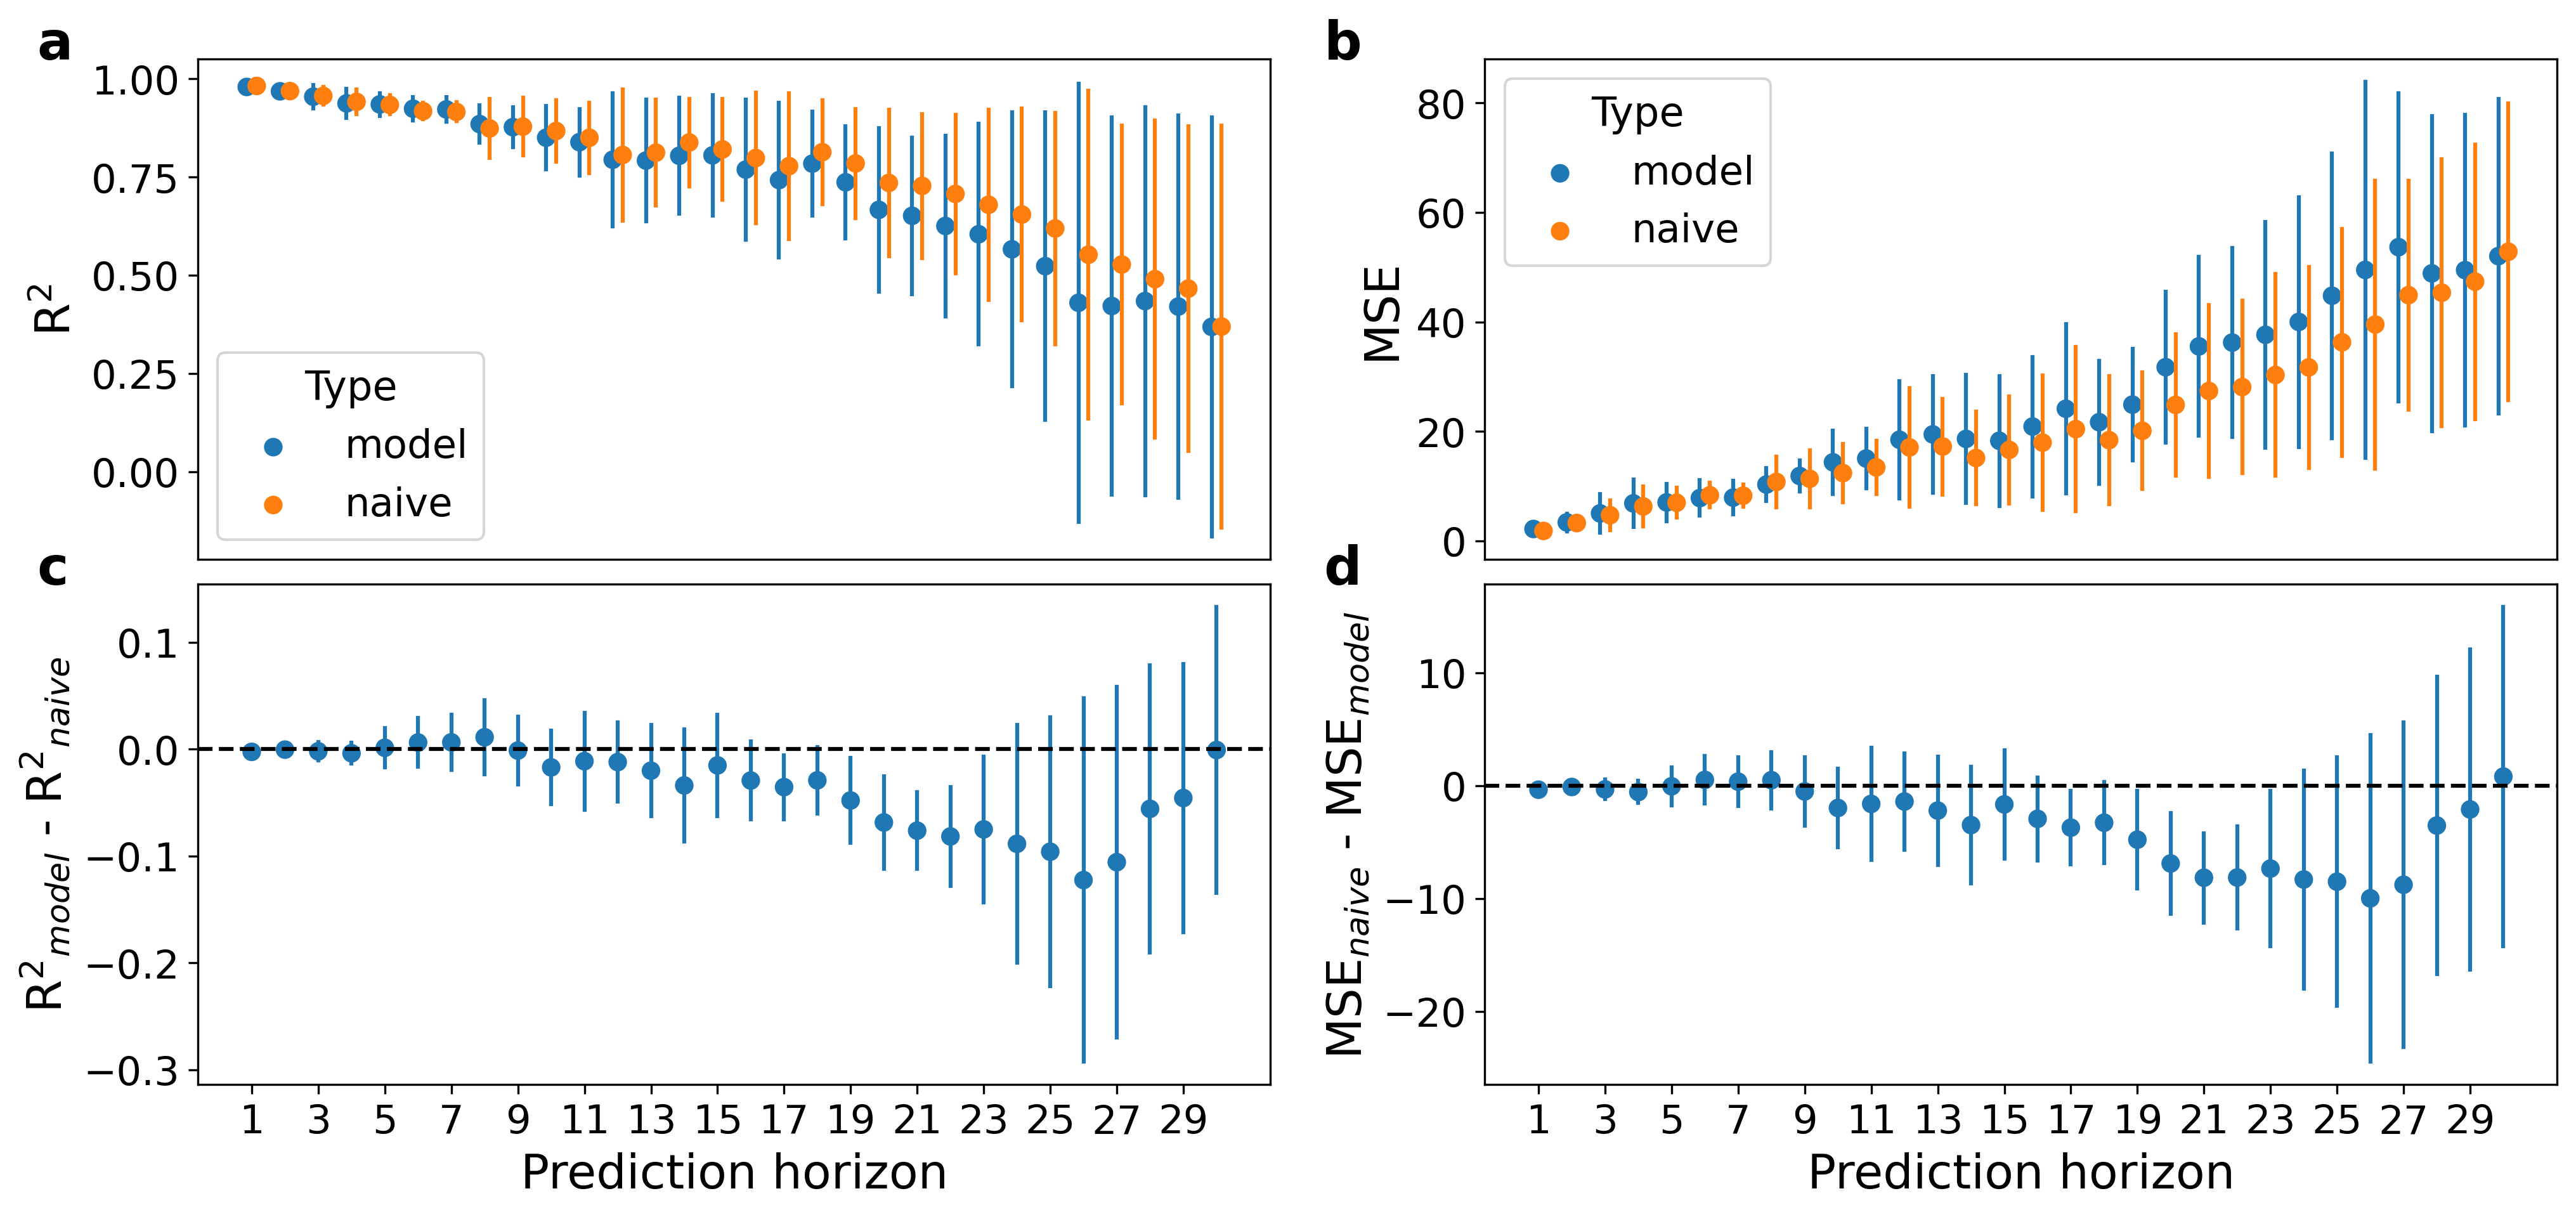 a
1.00
0.75
0.50
0.25
0.00
R²
Type
model
naive
b
80
60
40
20
0
MSE
Type
model
naive
c
0.1
0.0
−0.1
−0.2
−0.3
R²model - R²naive
1 3 5 7 9 11 13 15 17 19 21 23 25 27 29
Prediction horizon
d
10
0
−10
−20
MSEnaive - MSEmodel
1 3 5 7 9 11 13 15 17 19 21 23 25 27 29
Prediction horizon